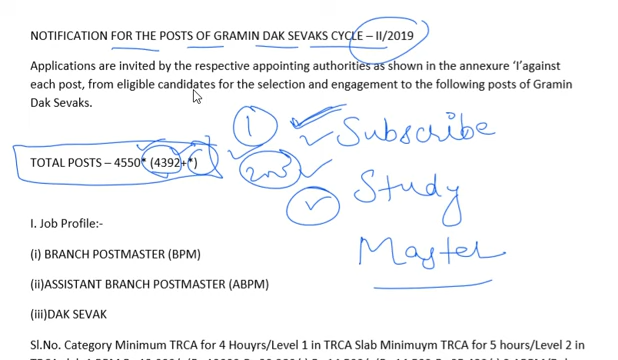 NOTIFICATION FOR THE POSTS OF GRAMIN DAK SEVAKS CYCLE – II/2019
Applications are invited by the respective appointing authorities as shown in the annexure 'I'against
each post, from eligible candidates for the selection and engagement to the following posts of Gramin
Dak Sevaks.
1 Subscribe
TOTAL POSTS – 4550* (4392+*)
2nd Study
Master
I. Job Profile:-
(i) BRANCH POSTMASTER (BPM)
(ii)ASSISTANT BRANCH POSTMASTER (ABPM)
(iii)DAK SEVAK
Sl.No. Category Minimum TRCA for 4 Houyrs/Level 1 in TRCA Slab Minimuym TRCA for 5 hours/Level 2 in